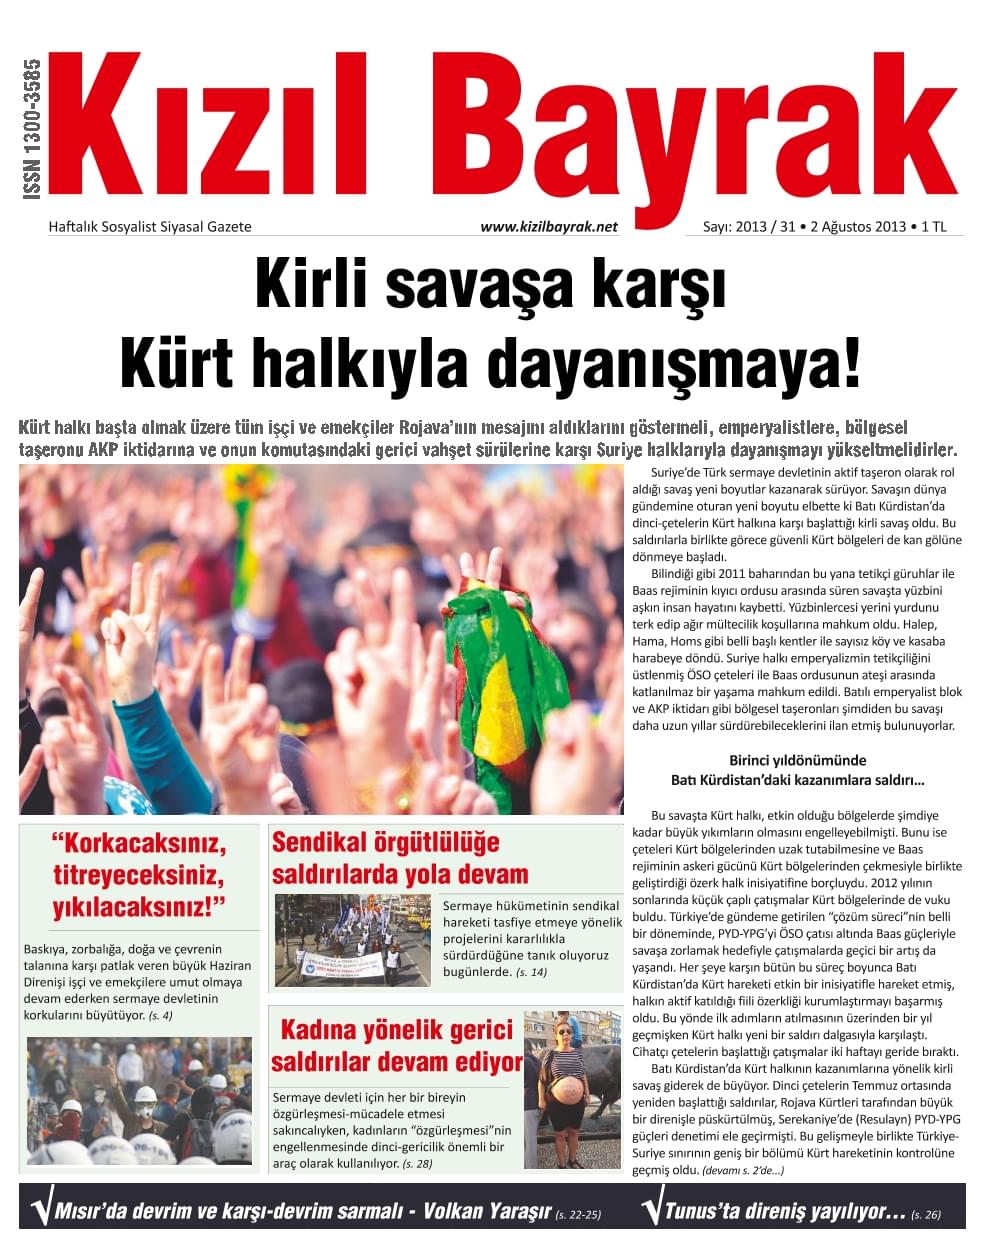 ISSN 1300-3585
Kızıl Bayrak
Haftalık Sosyalist Siyasal Gazete
www.kizilbayrak.net
Sayı: 2013 / 31 • 2 Ağustos 2013 • 1 TL
Kirli savaşa karşı
Kürt halkıyla dayanışmaya!
Kürt halkı başta olmak üzere tüm işçi ve emekçiler Rojava’nın mesajını aldıklarını göstermeli, emperyalistlere, bölgesel
taşeronu AKP iktidarına ve onun komutasındaki gerici vahşet sürülerine karşı Suriye halklarıyla dayanışmayı yükseltmelidirler.
Suriye’de Türk sermaye devletinin aktif taşeron olarak rol
aldığı savaş yeni boyutlar kazanarak sürüyor. Savaşın dünya
gündemine oturan yeni boyutu elbette ki Batı Kürdistan’da
dinci-çetelerin Kürt halkına karşı başlattığı kirli savaş oldu. Bu
saldırılarla birlikte görece güvenli Kürt bölgeleri de kan gölüne
dönmeye başladı.
Bilindiği gibi 2011 baharından bu yana tetikçi güruhlar ile
Baas rejiminin kıyıcı ordusu arasında süren savaşta yüzbini
aşkın insan hayatını kaybetti. Yüzbinlercesi yerini yurdunu
terk edip ağır mültecilik koşullarına mahkum oldu. Halep,
Hama, Homs gibi belli başlı kentler ile sayısız köy ve kasaba
harabeye döndü. Suriye halkı emperyalizmin tetikçiliğini
üstlenmiş ÖSO çeteleri ile Baas ordusunun ateşi arasında
katlanılmaz bir yaşama mahkum edildi. Batılı emperyalist blok
ve AKP iktidarı gibi bölgesel taşeronları şimdiden bu savaşı
daha uzun yıllar sürdürebileceklerini ilan etmiş bulunuyorlar.
Birinci yıldönümünde
Batı Kürdistan’daki kazanımlara saldırı...
Bu savaşta Kürt halkı, etkin olduğu bölgelerde şimdiye
kadar büyük yıkımların olmasını engelleyebilmişti. Bunu ise
çeteleri Kürt bölgelerinden uzak tutabilmesine ve Baas
rejiminin askeri gücünü Kürt bölgelerinden çekmesiyle birlikte
geliştirdiği özerk halk inisiyatifine borçluydu. 2012 yılının
sonlarında küçük çaplı çatışmalar Kürt bölgelerinde de vuku
buldu. Türkiye’de gündeme getirilen “çözüm süreci”nin belli
bir döneminde, PYD-YPG’yi ÖSO çatısı altında Baas güçleriyle
savaşa zorlamak hedefiyle çatışmalarda geçici bir artış da
yaşandı. Her şeye karşın bütün bu süreç boyunca Batı
Kürdistan’da Kürt hareketi etkin bir inisiyatifle hareket etmiş,
halkın aktif katıldığı fiili özerkliği kurumlaştırmayı başarmış
oldu. Bu yönde ilk adımların atılmasının üzerinden bir yıl
geçmişken Kürt halkı yeni bir saldırı dalgasıyla karşılaştı.
Cihatçı çetelerin başlattığı çatışmalar iki haftayı geride bıraktı.
Batı Kürdistan’da Kürt halkının kazanımlarına yönelik kirli
savaş giderek de büyüyor. Dinci çetelerin Temmuz ortasında
yeniden başlattığı saldırılar, Rojava Kürtleri tarafından büyük
bir direnişle püskürtülmüş, Serekaniye’de (Resulayn) PYD-YPG
güçleri denetimi ele geçirmişti. Bu gelişmeyle birlikte Türkiye-
Suriye sınırının geniş bir bölümü Kürt hareketinin kontrolüne
geçmiş oldu. (devamı s. 2’de...)
“Korkacaksınız,
titreyeceksiniz,
yıkılacaksınız!”
Baskıya, zorbalığa, doğa ve çevrenin
talanına karşı patlak veren büyük Haziran
Direnişi işçi ve emekçilere umut olmaya
devam ederken sermaye devletinin
korkularını büyütüyor. (s. 4)
Sendikal örgütlülüğe
saldırılarda yola devam
Sermaye hükümetinin sendikal
hareketi tasfiye etmeye yönelik
projelerini kararlılıkla
sürdürdüğüne tanık oluyoruz
bugünlerde. (s. 14)
Kadına yönelik gerici
saldırılar devam ediyor
Sermaye devleti için her bir bireyin
özgürleşmesi-mücadele etmesi
sakıncalıyken, kadınların “özgürleşmesi”nin
engellenmesinde dinci-gericilik önemli bir
araç olarak kullanılıyor. (s. 28)
√Mısır’da devrim ve karşı-devrim sarmalı - Volkan Yaraşır (s. 22-25)
√Tunus’ta direniş yayılıyor... (s. 26)